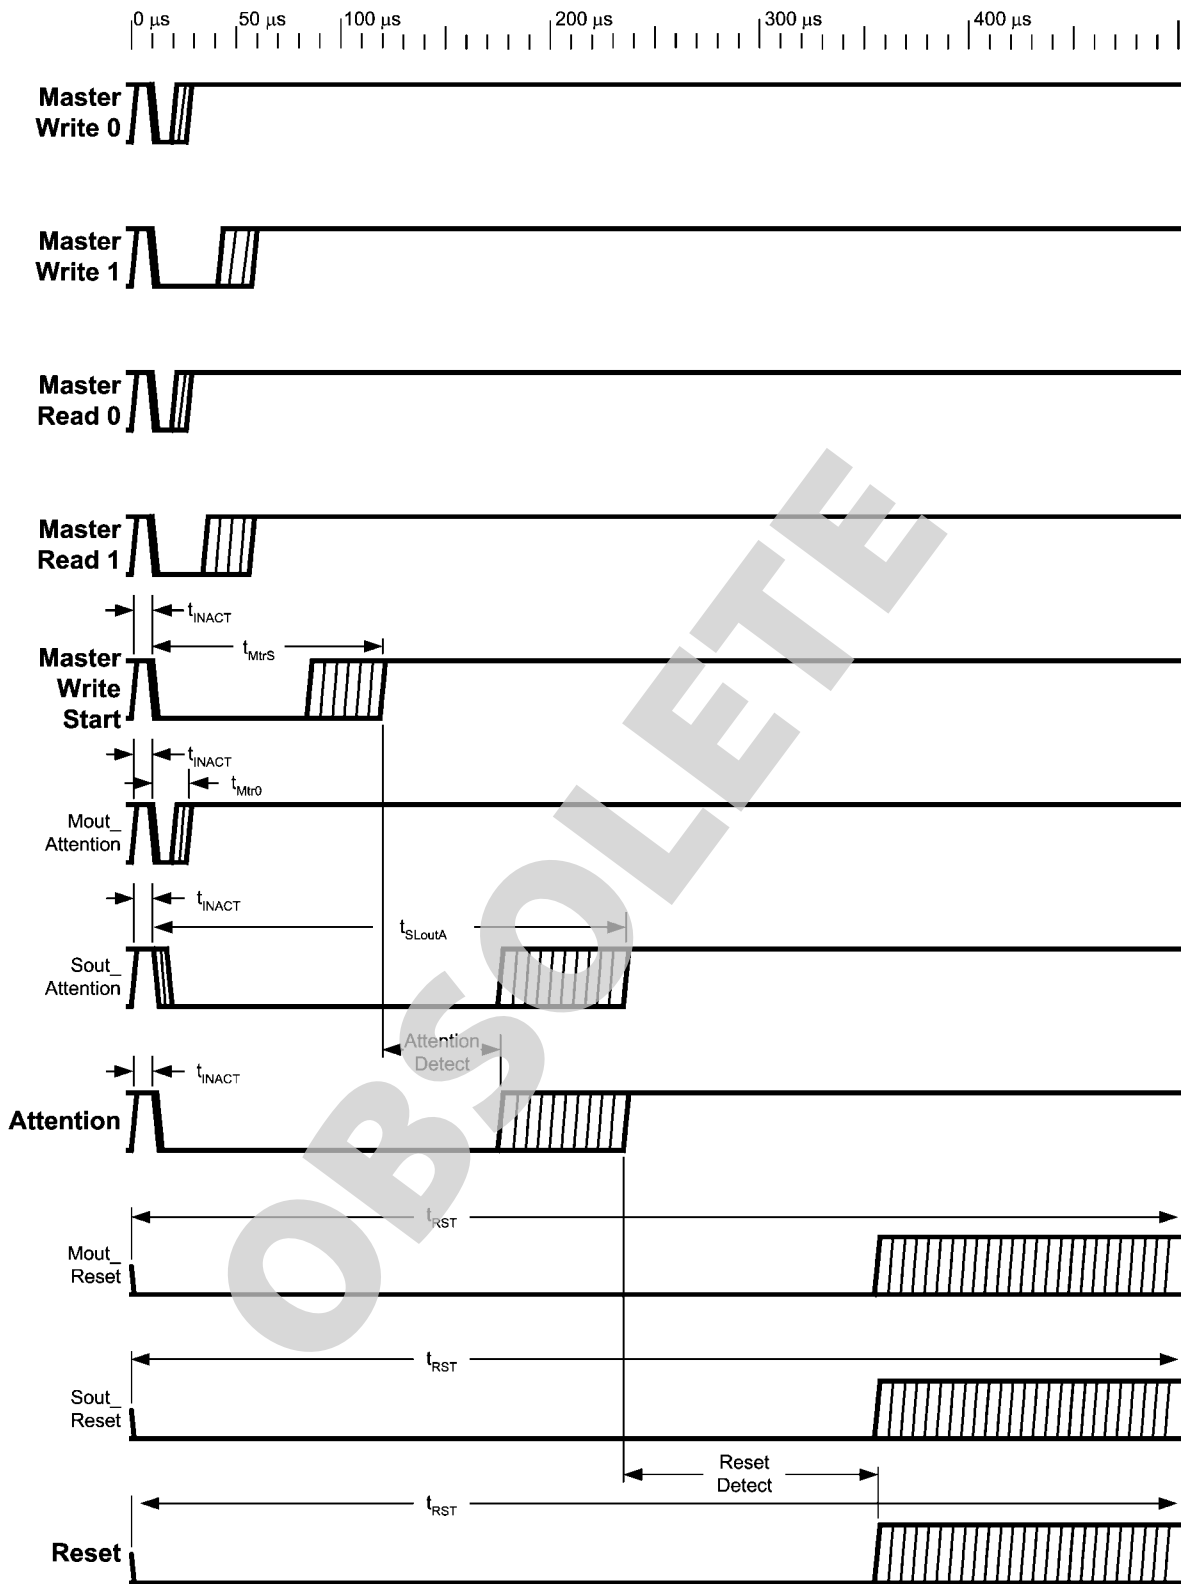 0 µs 50 µs 100 µs 200 µs 300 µs 400 µs
Master
Write 0
Master
Write 1
Master
Read 0
Master
Read 1
tINACT
tMtrS
Master
Write
Start
tINACT
tMtr0
Mout_
Attention
tINACT
tSLoutA
Sout_
Attention
Attention
Detect
tINACT
Attention
tRST
Mout_
Reset
tRST
Sout_
Reset
Reset
Detect
tRST
Reset
OBSOLETE